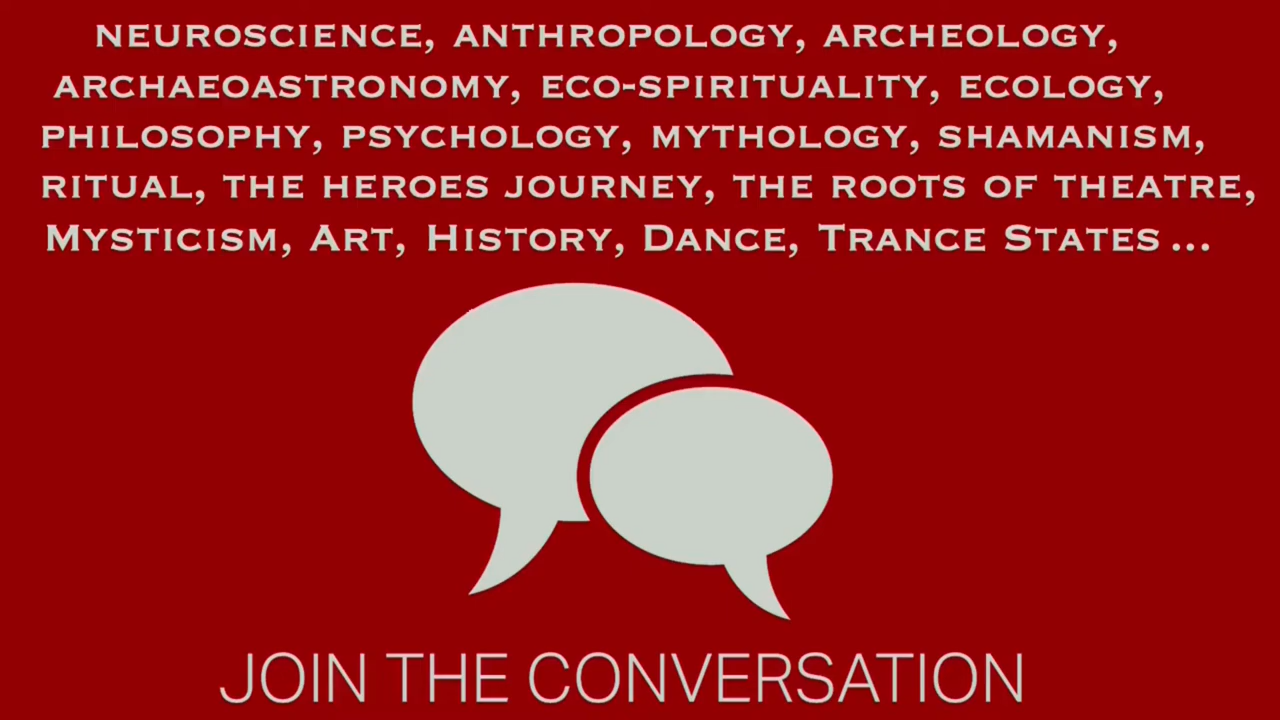 NEUROSCIENCE, ANTHROPOLOGY, ARCHEOLOGY,
ARCHAEOASTRONOMY, ECO-SPIRITUALITY, ECOLOGY,
PHILOSOPHY, PSYCHOLOGY, MYTHOLOGY, SHAMANISM,
RITUAL, THE HEROES JOURNEY, THE ROOTS OF THEATRE,
MYSTICISM, ART, HISTORY, DANCE, TRANCE STATES ...
JOIN THE CONVERSATION